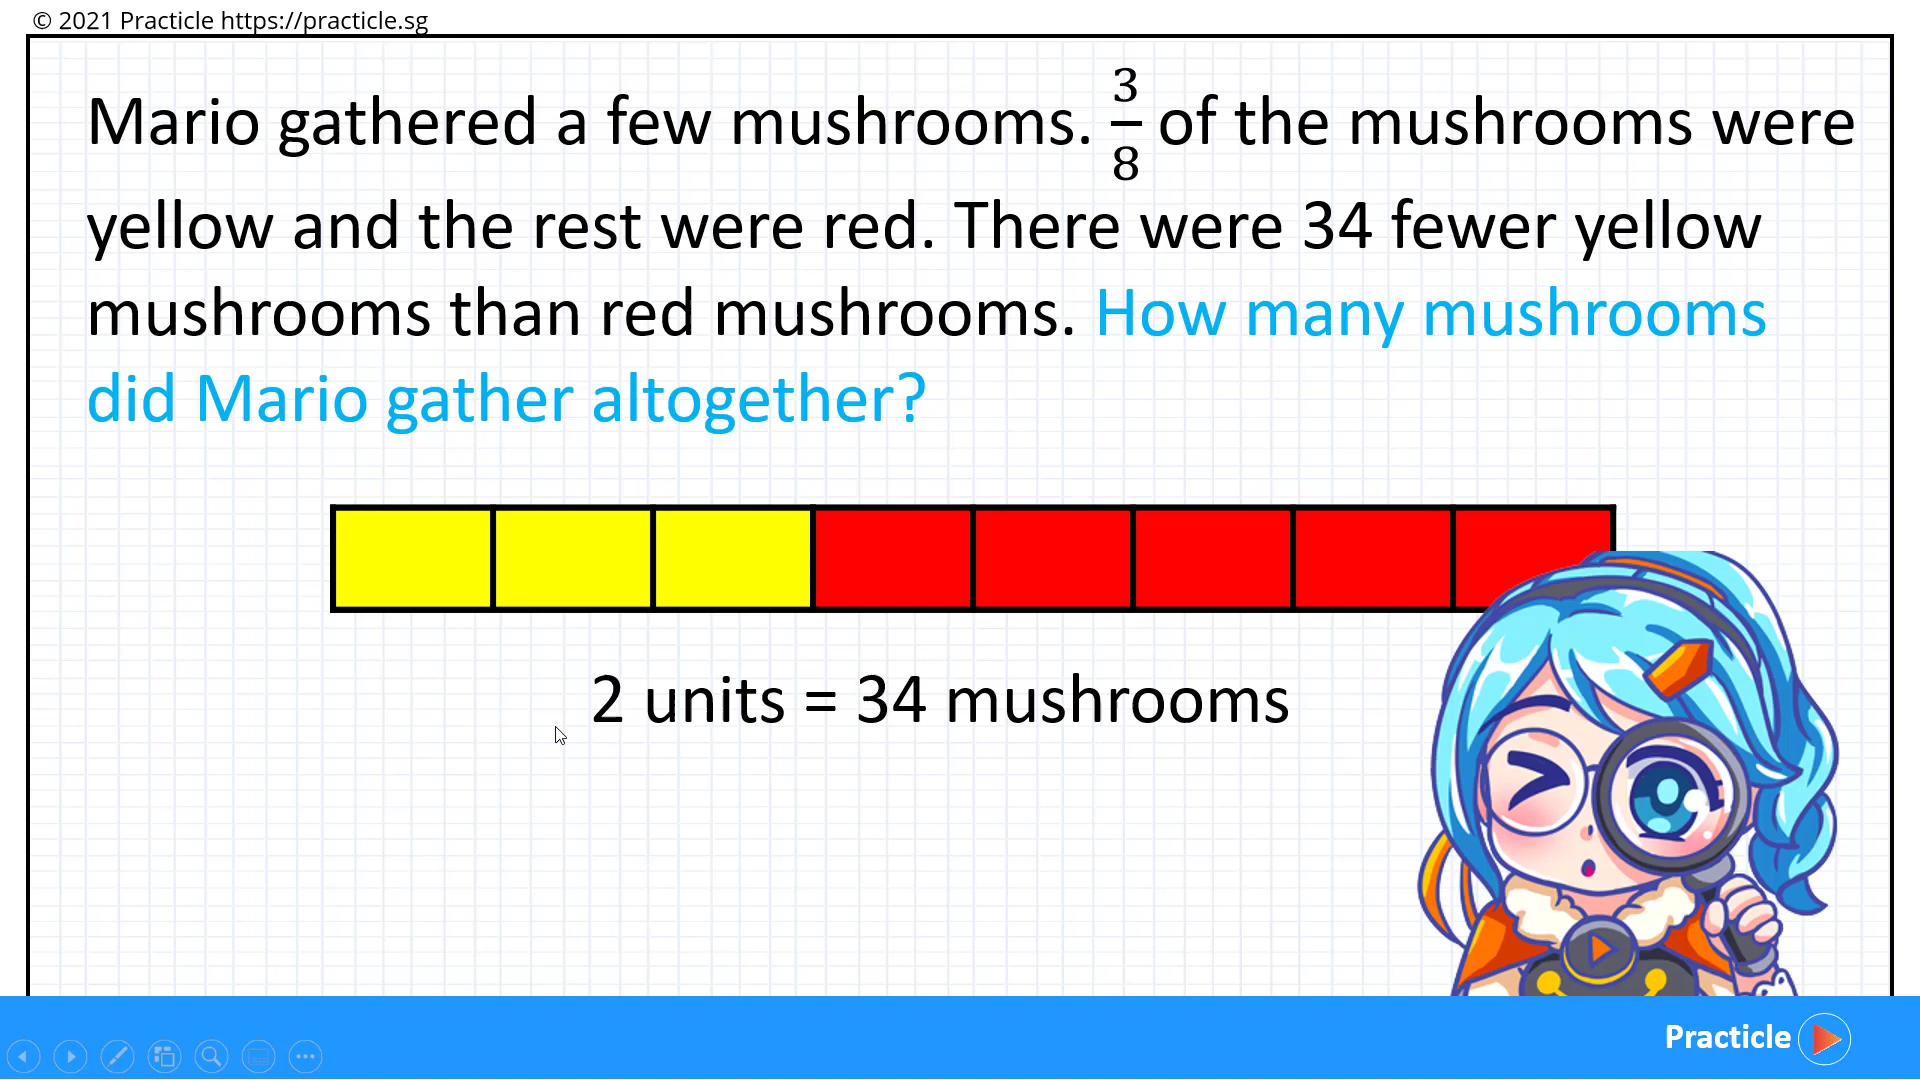 © 2021 Practicle https://practicle.sg
Mario gathered a few mushrooms. 3/8 of the mushrooms were
yellow and the rest were red. There were 34 fewer yellow
mushrooms than red mushrooms. How many mushrooms
did Mario gather altogether?
2 units = 34 mushrooms
Practicle